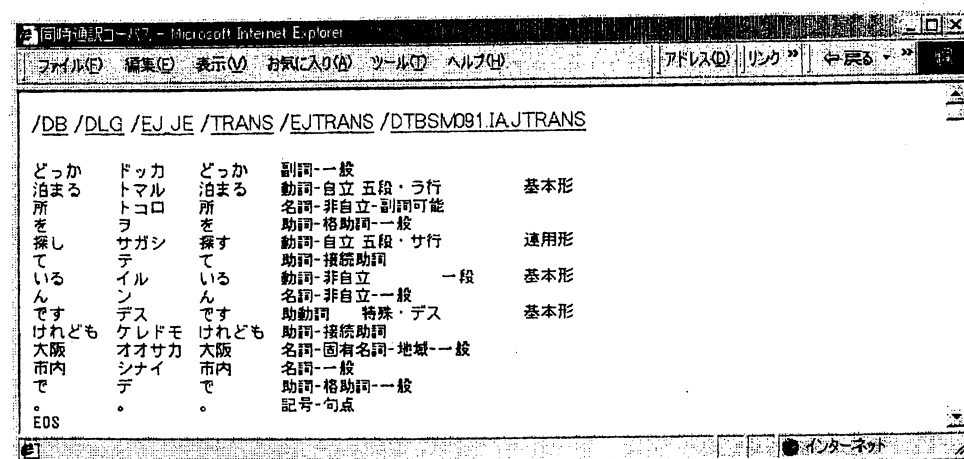 同時通訳コーパス - Microsoft Internet Explorer
ファイル(F) 編集(E) 表示(V) お気に入り(A) ツール(T) ヘルプ(H) アドレス(D) リンク » 戻る »
/DB /DLG /EJ_JE /TRANS /EJTRANS /DTBSM091.IAJTRANS
どっか ドッカ どっか 副詞-一般
泊まる トマル 泊まる 動詞-自立 五段・ラ行 基本形
所 トコロ 所 名詞-非自立-副詞可能
を ヲ を 助詞-格助詞-一般
探し サガシ 探す 動詞-自立 五段・サ行 連用形
て テ て 助詞-接続助詞
いる イル いる 動詞-非自立 一段 基本形
ん ン ん 名詞-非自立-一般
です デス です 助動詞 特殊・デス 基本形
けれども ケレドモ けれども 助詞-接続助詞
大阪 オオサカ 大阪 名詞-固有名詞-地域-一般
市内 シナイ 市内 名詞-一般
で デ で 助詞-格助詞-一般
。 。 。 記号-句点
EOS
インターネット